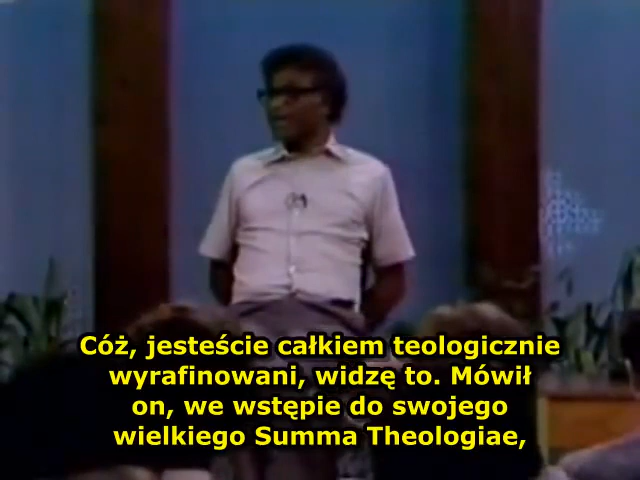 Cóż, jesteście całkiem teologicznie
wyrafinowani, widzę to. Mówił
on, we wstępie do swojego
wielkiego Summa Theologiae,